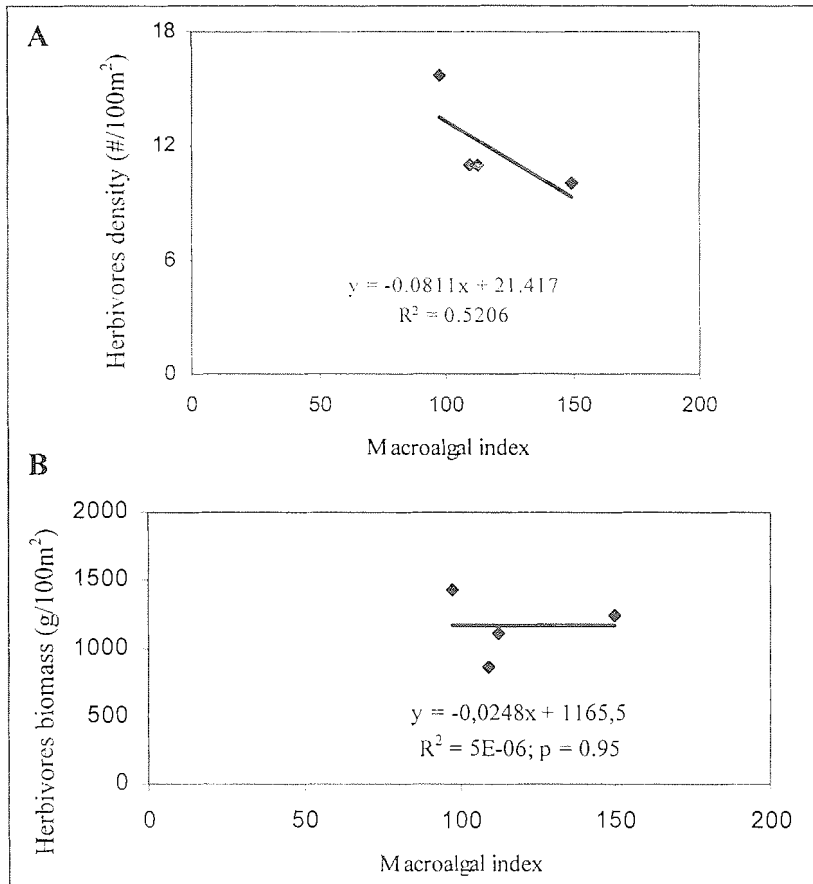 A
Herbivores density (#/100m²)
18
12
6
0
y = -0.0811x + 21.417
R² = 0.5206
0 50 100 150 200
Macroalgal index
B
Herbivores biomass (g/100m²)
2000
1500
1000
500
0
y = -0,0248x + 1165,5
R² = 5E-06; p = 0.95
0 50 100 150 200
Macroalgal index